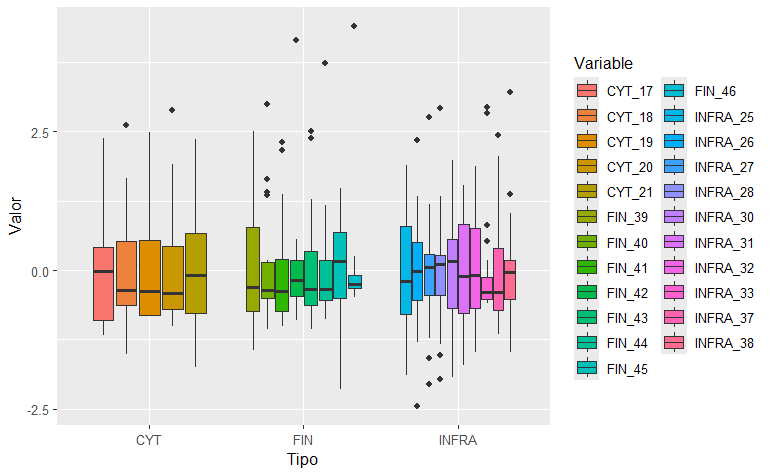 Valor
2.5
0.0
-2.5
CYT
FIN
INFRA
Tipo
Variable
CYT_17
CYT_18
CYT_19
CYT_20
CYT_21
FIN_39
FIN_40
FIN_41
FIN_42
FIN_43
FIN_44
FIN_45
FIN_46
INFRA_25
INFRA_26
INFRA_27
INFRA_28
INFRA_30
INFRA_31
INFRA_32
INFRA_33
INFRA_37
INFRA_38